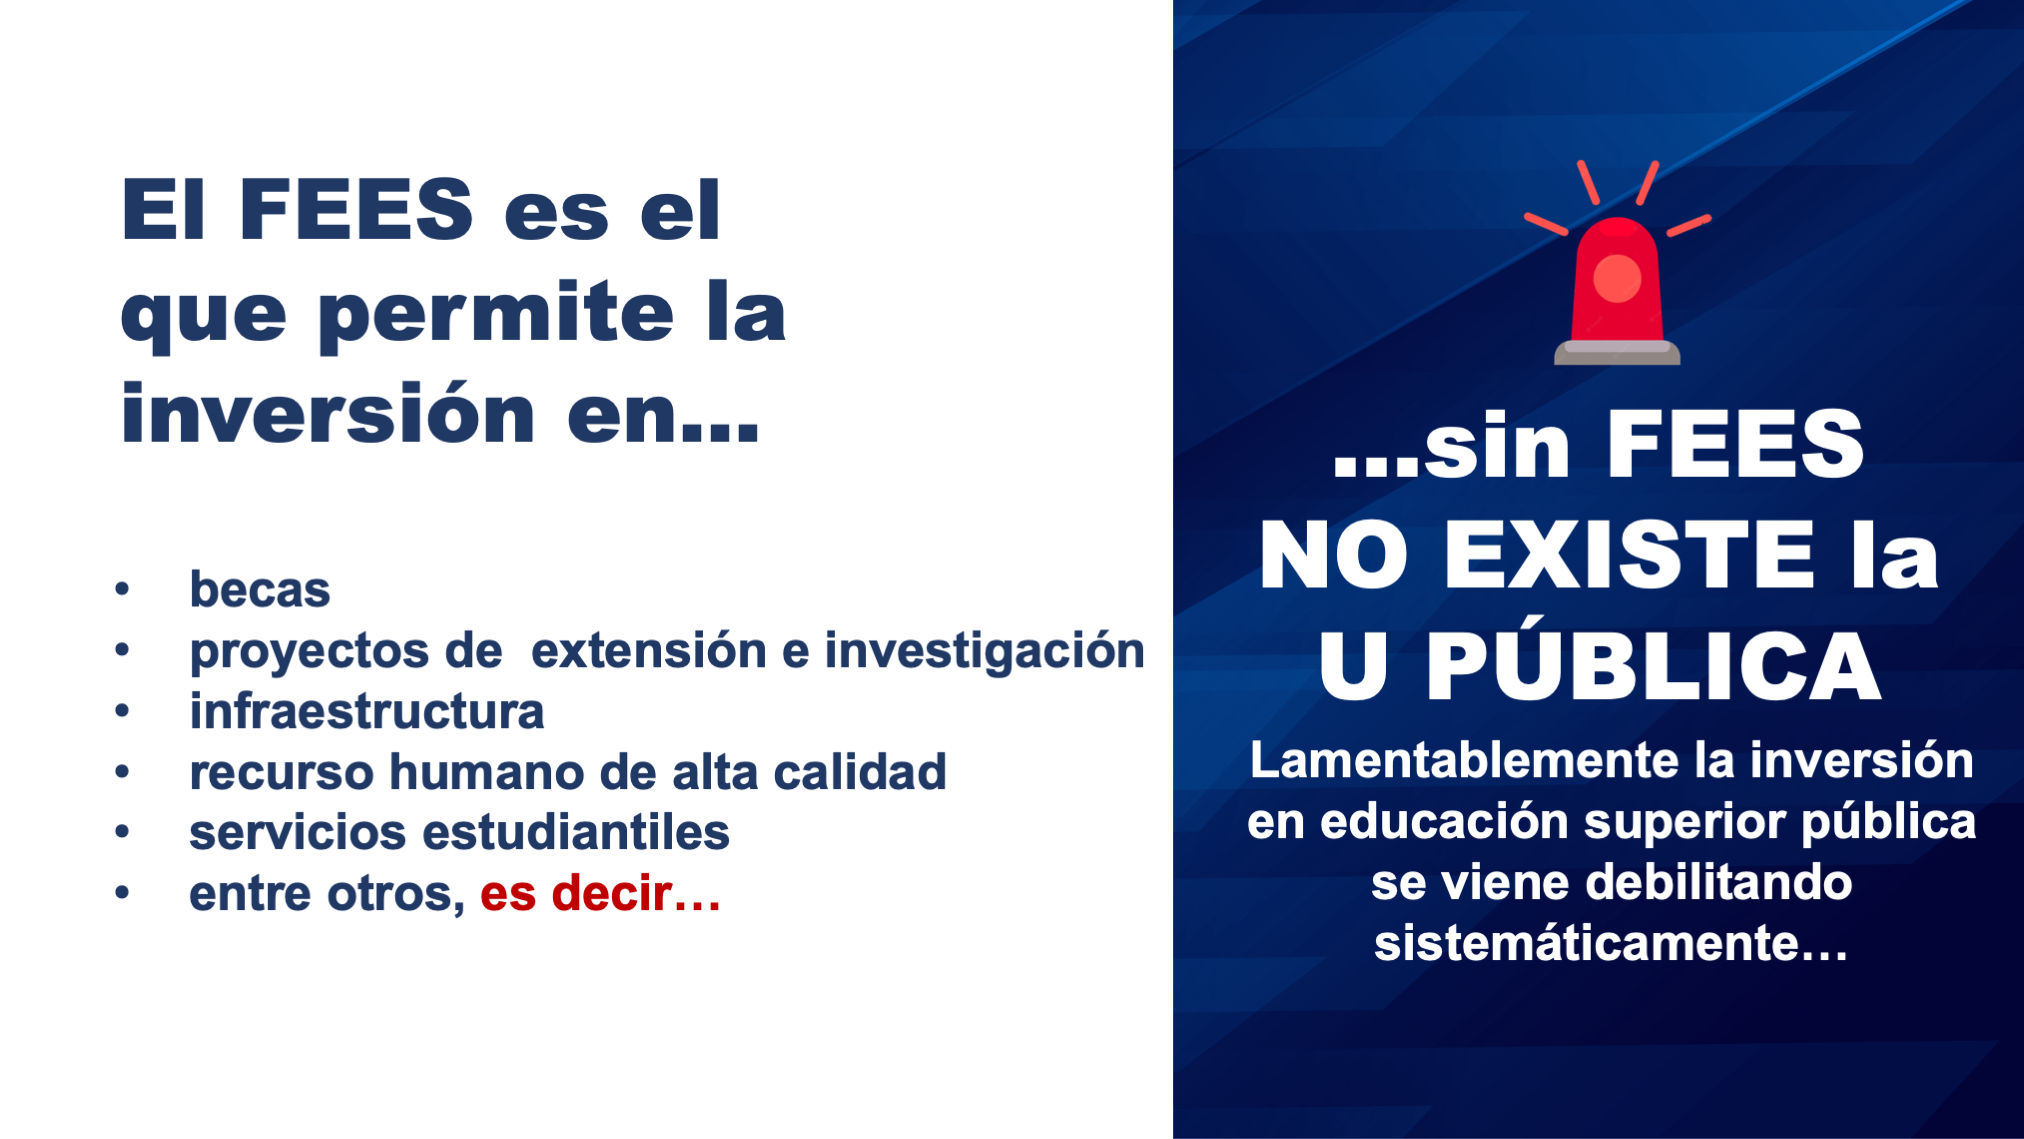 El FEES es el
que permite la
inversión en...
• becas
• proyectos de  extensión e investigación
• infraestructura
• recurso humano de alta calidad
• servicios estudiantiles
• entre otros, es decir…
...sin FEES
NO EXISTE la
U PÚBLICA
Lamentablemente la inversión
en educación superior pública
se viene debilitando
sistemáticamente…